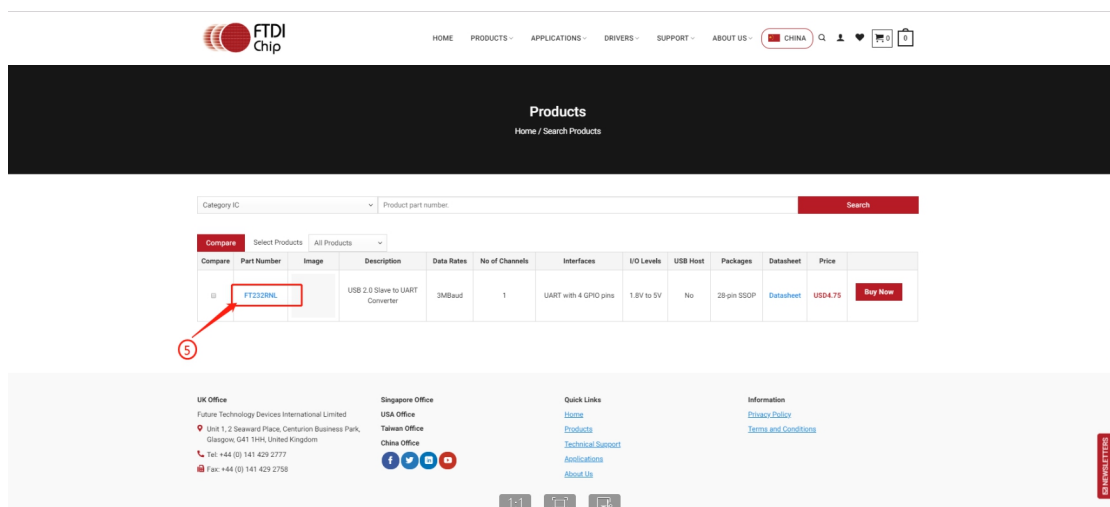 FTDI
Chip
HOME PRODUCTS APPLICATIONS DRIVERS SUPPORT ABOUT US CHINA 0 0
Products
Home / Search Products
Category IC Product part number. Search
Compare Select Products All Products
Compare Part Number Image Description Data Rates No of Channels Interfaces I/O Levels USB Host Packages Datasheet Price
FT232RNL USB 2.0 Slave to UART Converter 3MBaud 1 UART with 4 GPIO pins 1.8V to 5V No 28-pin SSOP Datasheet USD4.75 Buy Now
5
UK Office Singapore Office Quick Links Information
Future Technology Devices International Limited USA Office Home Privacy Policy
Unit 1, 2 Seaward Place, Centurion Business Park, Taiwan Office Products Terms and Conditions
Glasgow, G41 1HH, United Kingdom China Office Technical Support
Tel: +44 (0) 141 429 2777 Applications
Fax: +44 (0) 141 429 2758 About Us
NEWSLETTERS
1:1